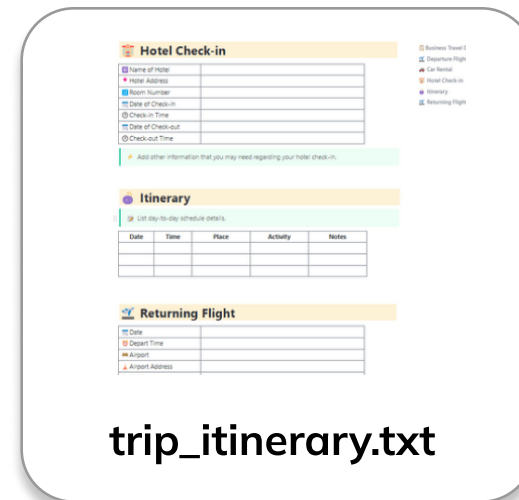 Hotel Check-in
Name of Hotel
Hotel Address
Room Number
Date of Check-in
Check-in Time
Date of Check-out
Check-out Time
Add other information that you may need regarding your hotel check-in.
Itinerary
List day-to-day schedule details.
Date Time Place Activity Notes
Returning Flight
Date
Depart Time
Airport
Airport Address
Business Travel
Departure Flight
Car Rental
Hotel Check-in
Itinerary
Returning Flight
trip_itinerary.txt